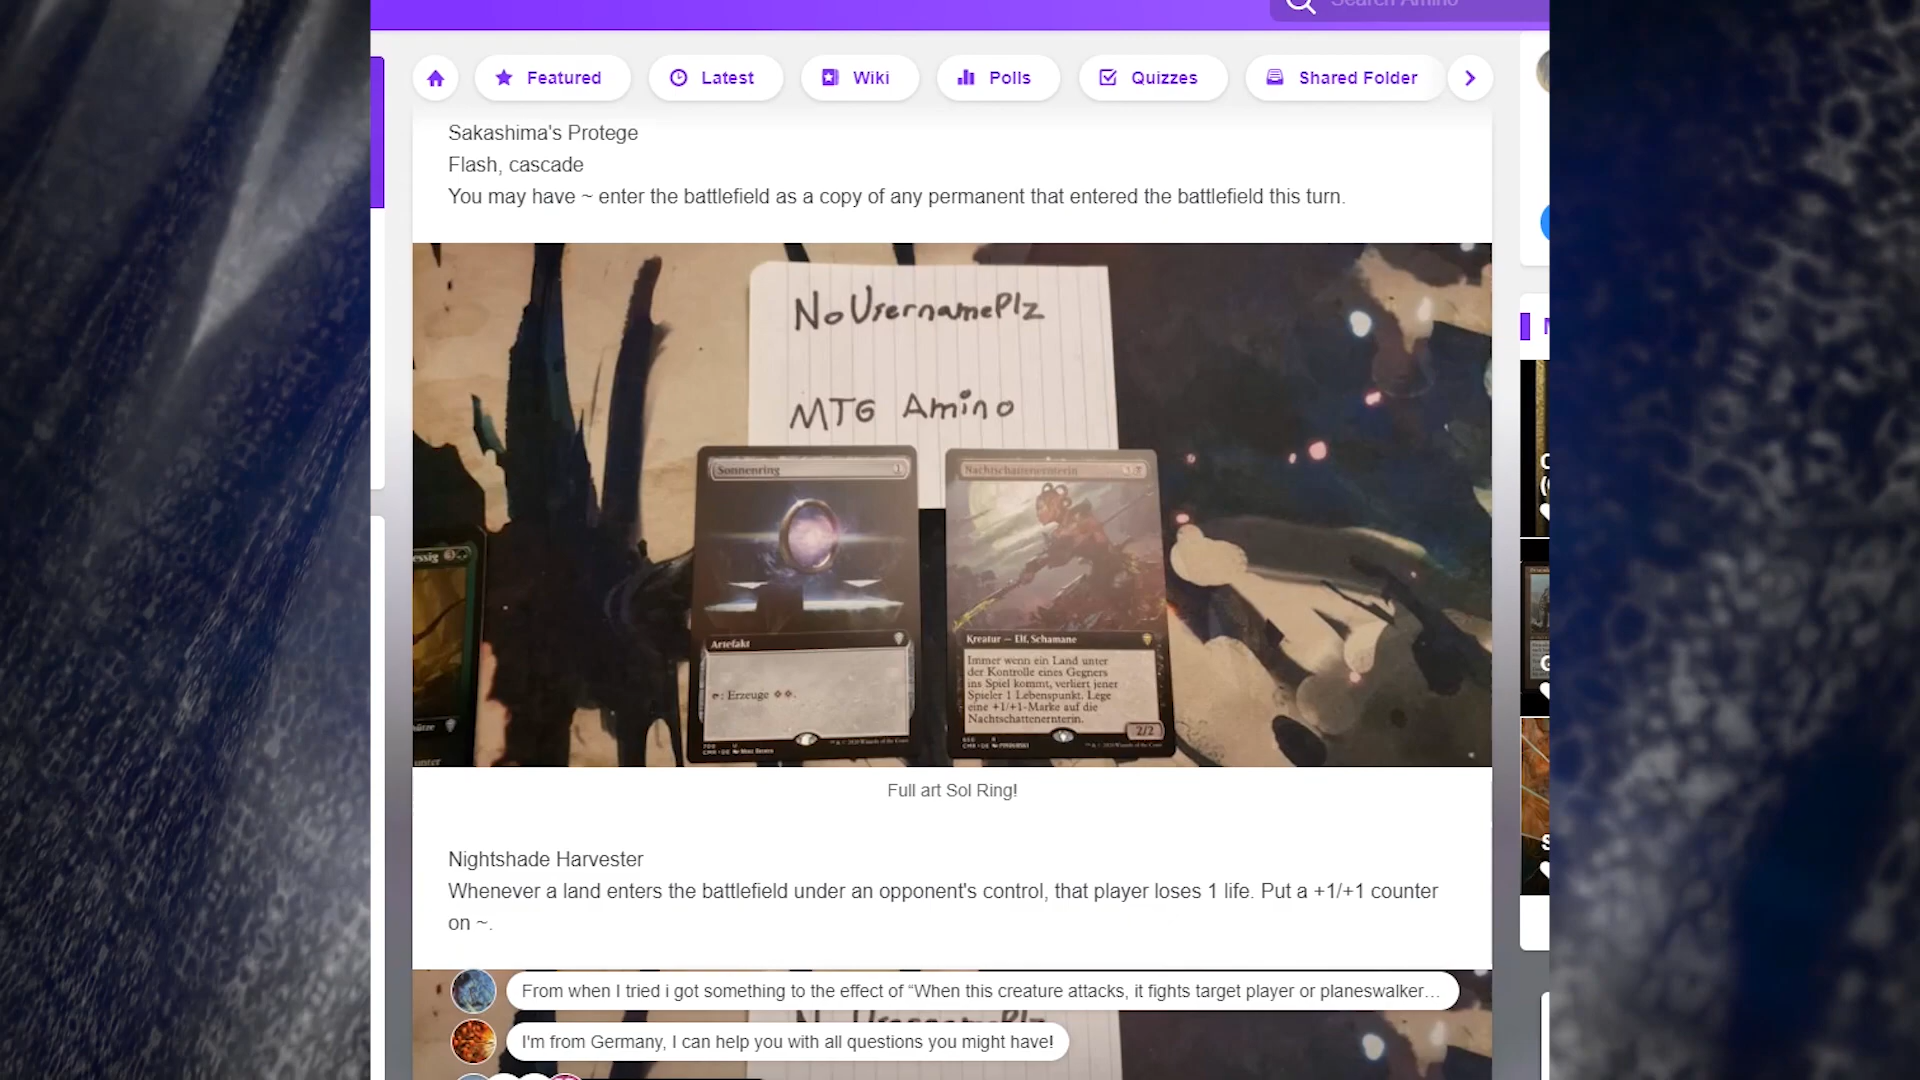 Search Amino
Featured
Latest
Wiki
Polls
Quizzes
Shared Folder
Sakashima's Protege
Flash, cascade
You may have ~ enter the battlefield as a copy of any permanent that entered the battlefield this turn.
NoUsernamePlz
MTG Amino
Sonnenring 1
Nachtschattenernterin
essig 3
Artefakt
: Erzeuge
Kreatur — Elf, Schamane
Immer wenn ein Land unter
der Kontrolle eines Gegners
ins Spiel kommt, verliert jener
Spieler 1 Lebenspunkt. Lege
eine +1/+1-Marke auf die
Nachtschattenernterin.
2/2
Full art Sol Ring!
Nightshade Harvester
Whenever a land enters the battlefield under an opponent's control, that player loses 1 life. Put a +1/+1 counter
on ~.
From when I tried i got something to the effect of “When this creature attacks, it fights target player or planeswalker...
I'm from Germany, I can help you with all questions you might have!